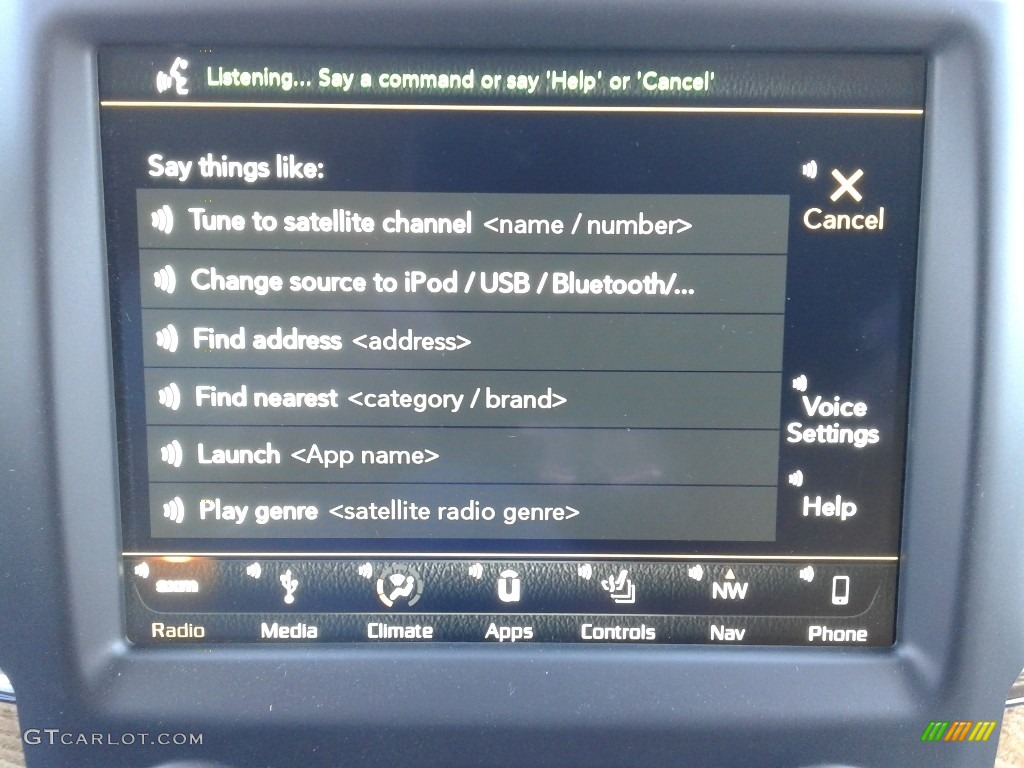 Listening... Say a command or say 'Help' or 'Cancel'
Say things like:
Tune to satellite channel <name / number>
Change source to iPod / USB / Bluetooth/...
Find address <address>
Find nearest <category / brand>
Launch <App name>
Play genre <satellite radio genre>
Cancel
Voice
Settings
Help
sxm
NW
Radio
Media
Climate
Apps
Controls
Nav
Phone
GTCARLOT.COM